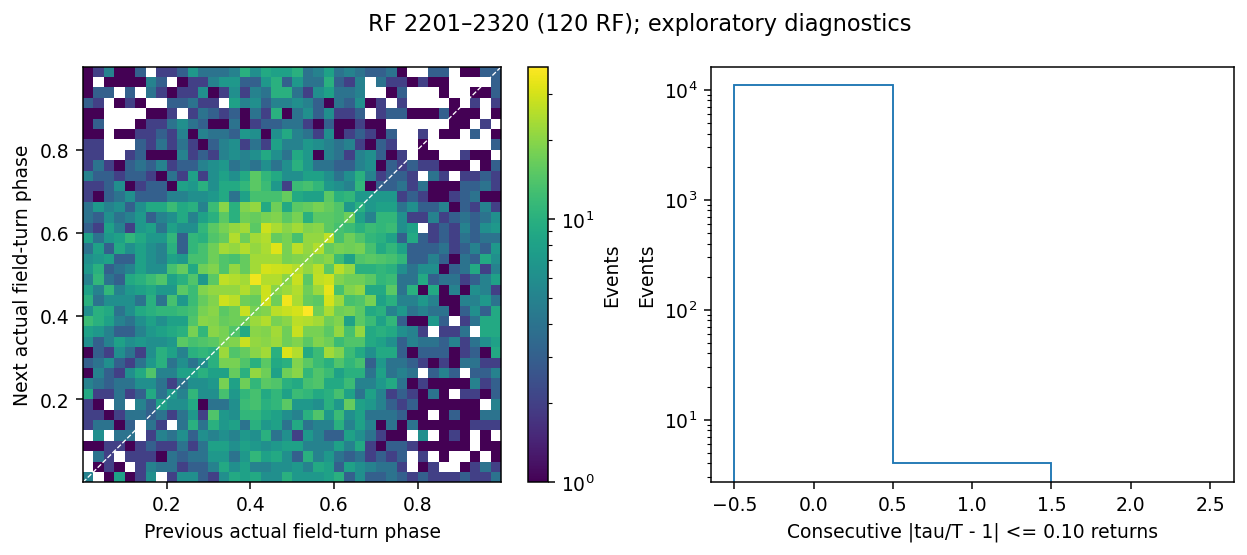 RF 2201–2320 (120 RF); exploratory diagnostics
Next actual field-turn phase
0.8
0.6
0.4
0.2
0.2 0.4 0.6 0.8
Previous actual field-turn phase
10¹
10⁰
Events
Events
10⁴
10³
10²
10¹
−0.5 0.0 0.5 1.0 1.5 2.0 2.5
Consecutive |tau/T - 1| <= 0.10 returns